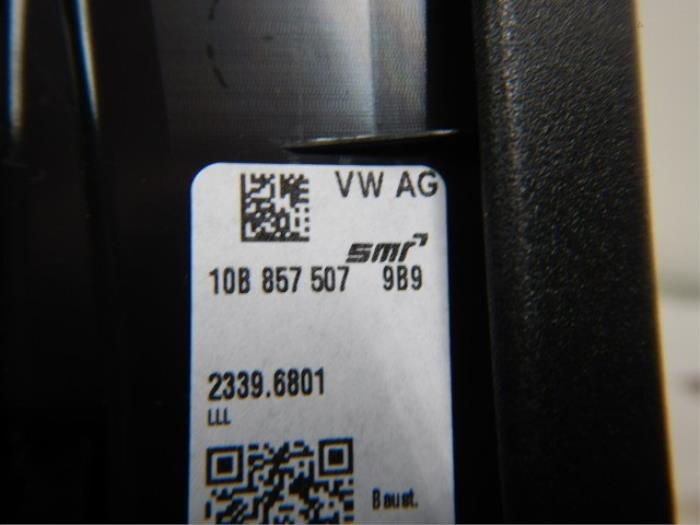 VW AG
smr
10B 857 507 9B9
2339.6801
LLL
Baust.